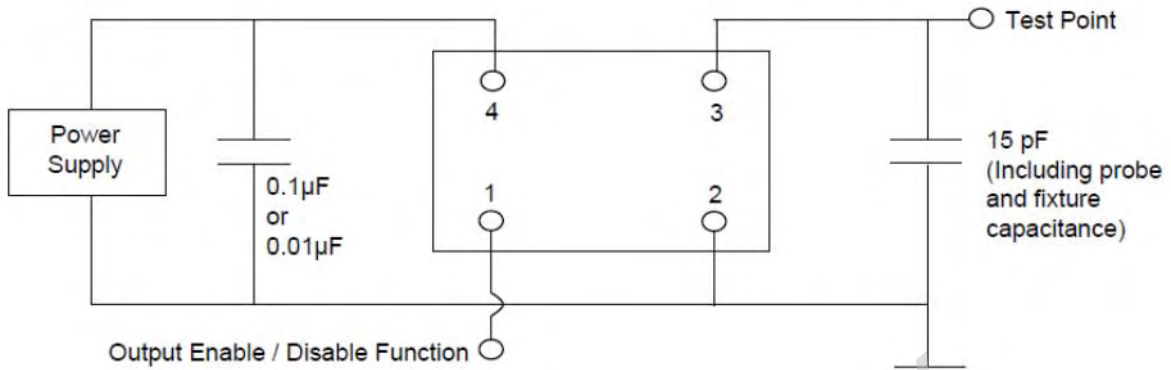 Test Point
4
3
Power
Supply
15 pF
(Including probe
and fixture
capacitance)
0.1µF
or
0.01µF
1
2
Output Enable / Disable Function